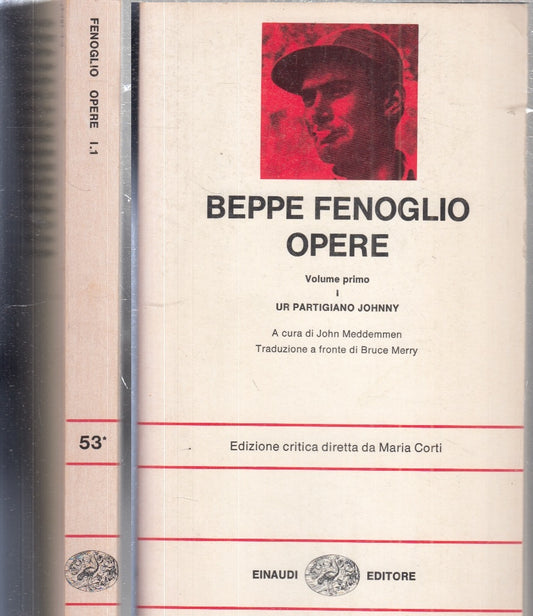 FENOGLIO OPERE I.1
53*
BEPPE FENOGLIO
OPERE
Volume primo
I
UR PARTIGIANO JOHNNY
A cura di John Meddemmen
Traduzione a fronte di Bruce Merry
Edizione critica diretta da Maria Corti
EINAUDI EDITORE